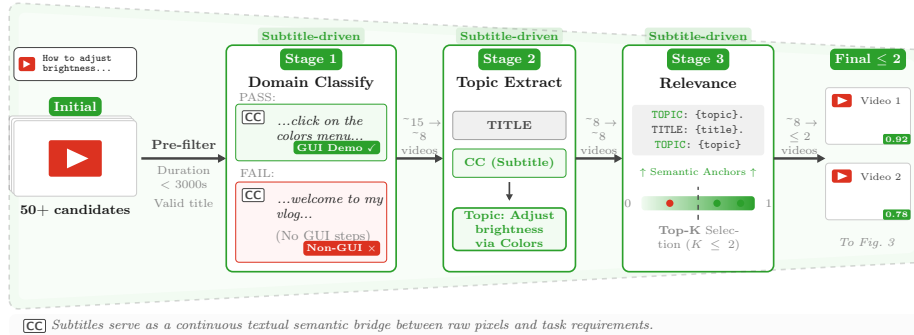 How to adjust
brightness...
Initial
50+ candidates
Pre-filter
Duration
< 3000s
Valid title
Subtitle-driven
Stage 1
Domain Classify
PASS:
CC
...click on the
colors menu...
GUI Demo ✓
FAIL:
CC
...welcome to my
vlog...
(No GUI steps)
Non-GUI ×
~15 →
~8
videos
Subtitle-driven
Stage 2
Topic Extract
TITLE
CC (Subtitle)
Topic: Adjust
brightness
via Colors
~8 →
~8
videos
Subtitle-driven
Stage 3
Relevance
TOPIC: {topic}.
TITLE: {title}.
TOPIC: {topic}
↑ Semantic Anchors ↑
0 1
Top-K Selec-
tion (K ≤ 2)
~8 →
≤ 2
videos
Final ≤ 2
Video 1
0.92
Video 2
0.78
To Fig. 3
CC Subtitles serve as a continuous textual semantic bridge between raw pixels and task requirements.